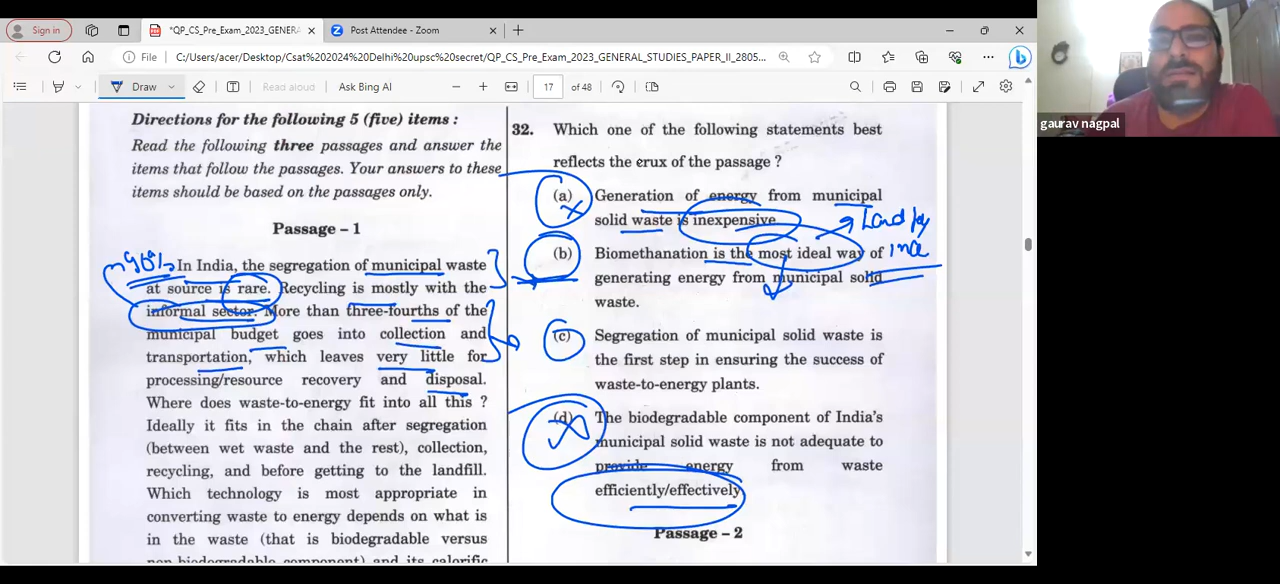 Sign in
*QP_CS_Pre_Exam_2023_GENERA
Post Attendee - Zoom
File
C:/Users/acer/Desktop/Csat%202024%20Delhi%20upsc%20secret/QP_CS_Pre_Exam_2023_GENERAL_STUDIES_PAPER_II_2805...
Draw
Read aloud
Ask Bing AI
17 of 48
gaurav nagpal
Directions for the following 5 (five) items :
Read the following three passages and answer the
items that follow the passages. Your answers to these
items should be based on the passages only.
Passage – 1
90%
In India, the segregation of municipal waste
at source is rare. Recycling is mostly with the
informal sector. More than three-fourths of the
municipal budget goes into collection and
transportation, which leaves very little for
processing/resource recovery and disposal.
Where does waste-to-energy fit into all this ?
Ideally it fits in the chain after segregation
(between wet waste and the rest), collection,
recycling, and before getting to the landfill.
Which technology is most appropriate in
converting waste to energy depends on what is
in the waste (that is biodegradable versus
non-biodegradable component) and its calorific
32. Which one of the following statements best
reflects the crux of the passage ?
(a) Generation of energy from municipal
solid waste is inexpensive.
(b) Biomethanation is the most ideal way of
generating energy from municipal solid
waste.
(c) Segregation of municipal solid waste is
the first step in ensuring the success of
waste-to-energy plants.
(d) The biodegradable component of India's
municipal solid waste is not adequate to
provide energy from waste
efficiently/effectively
Passage – 2